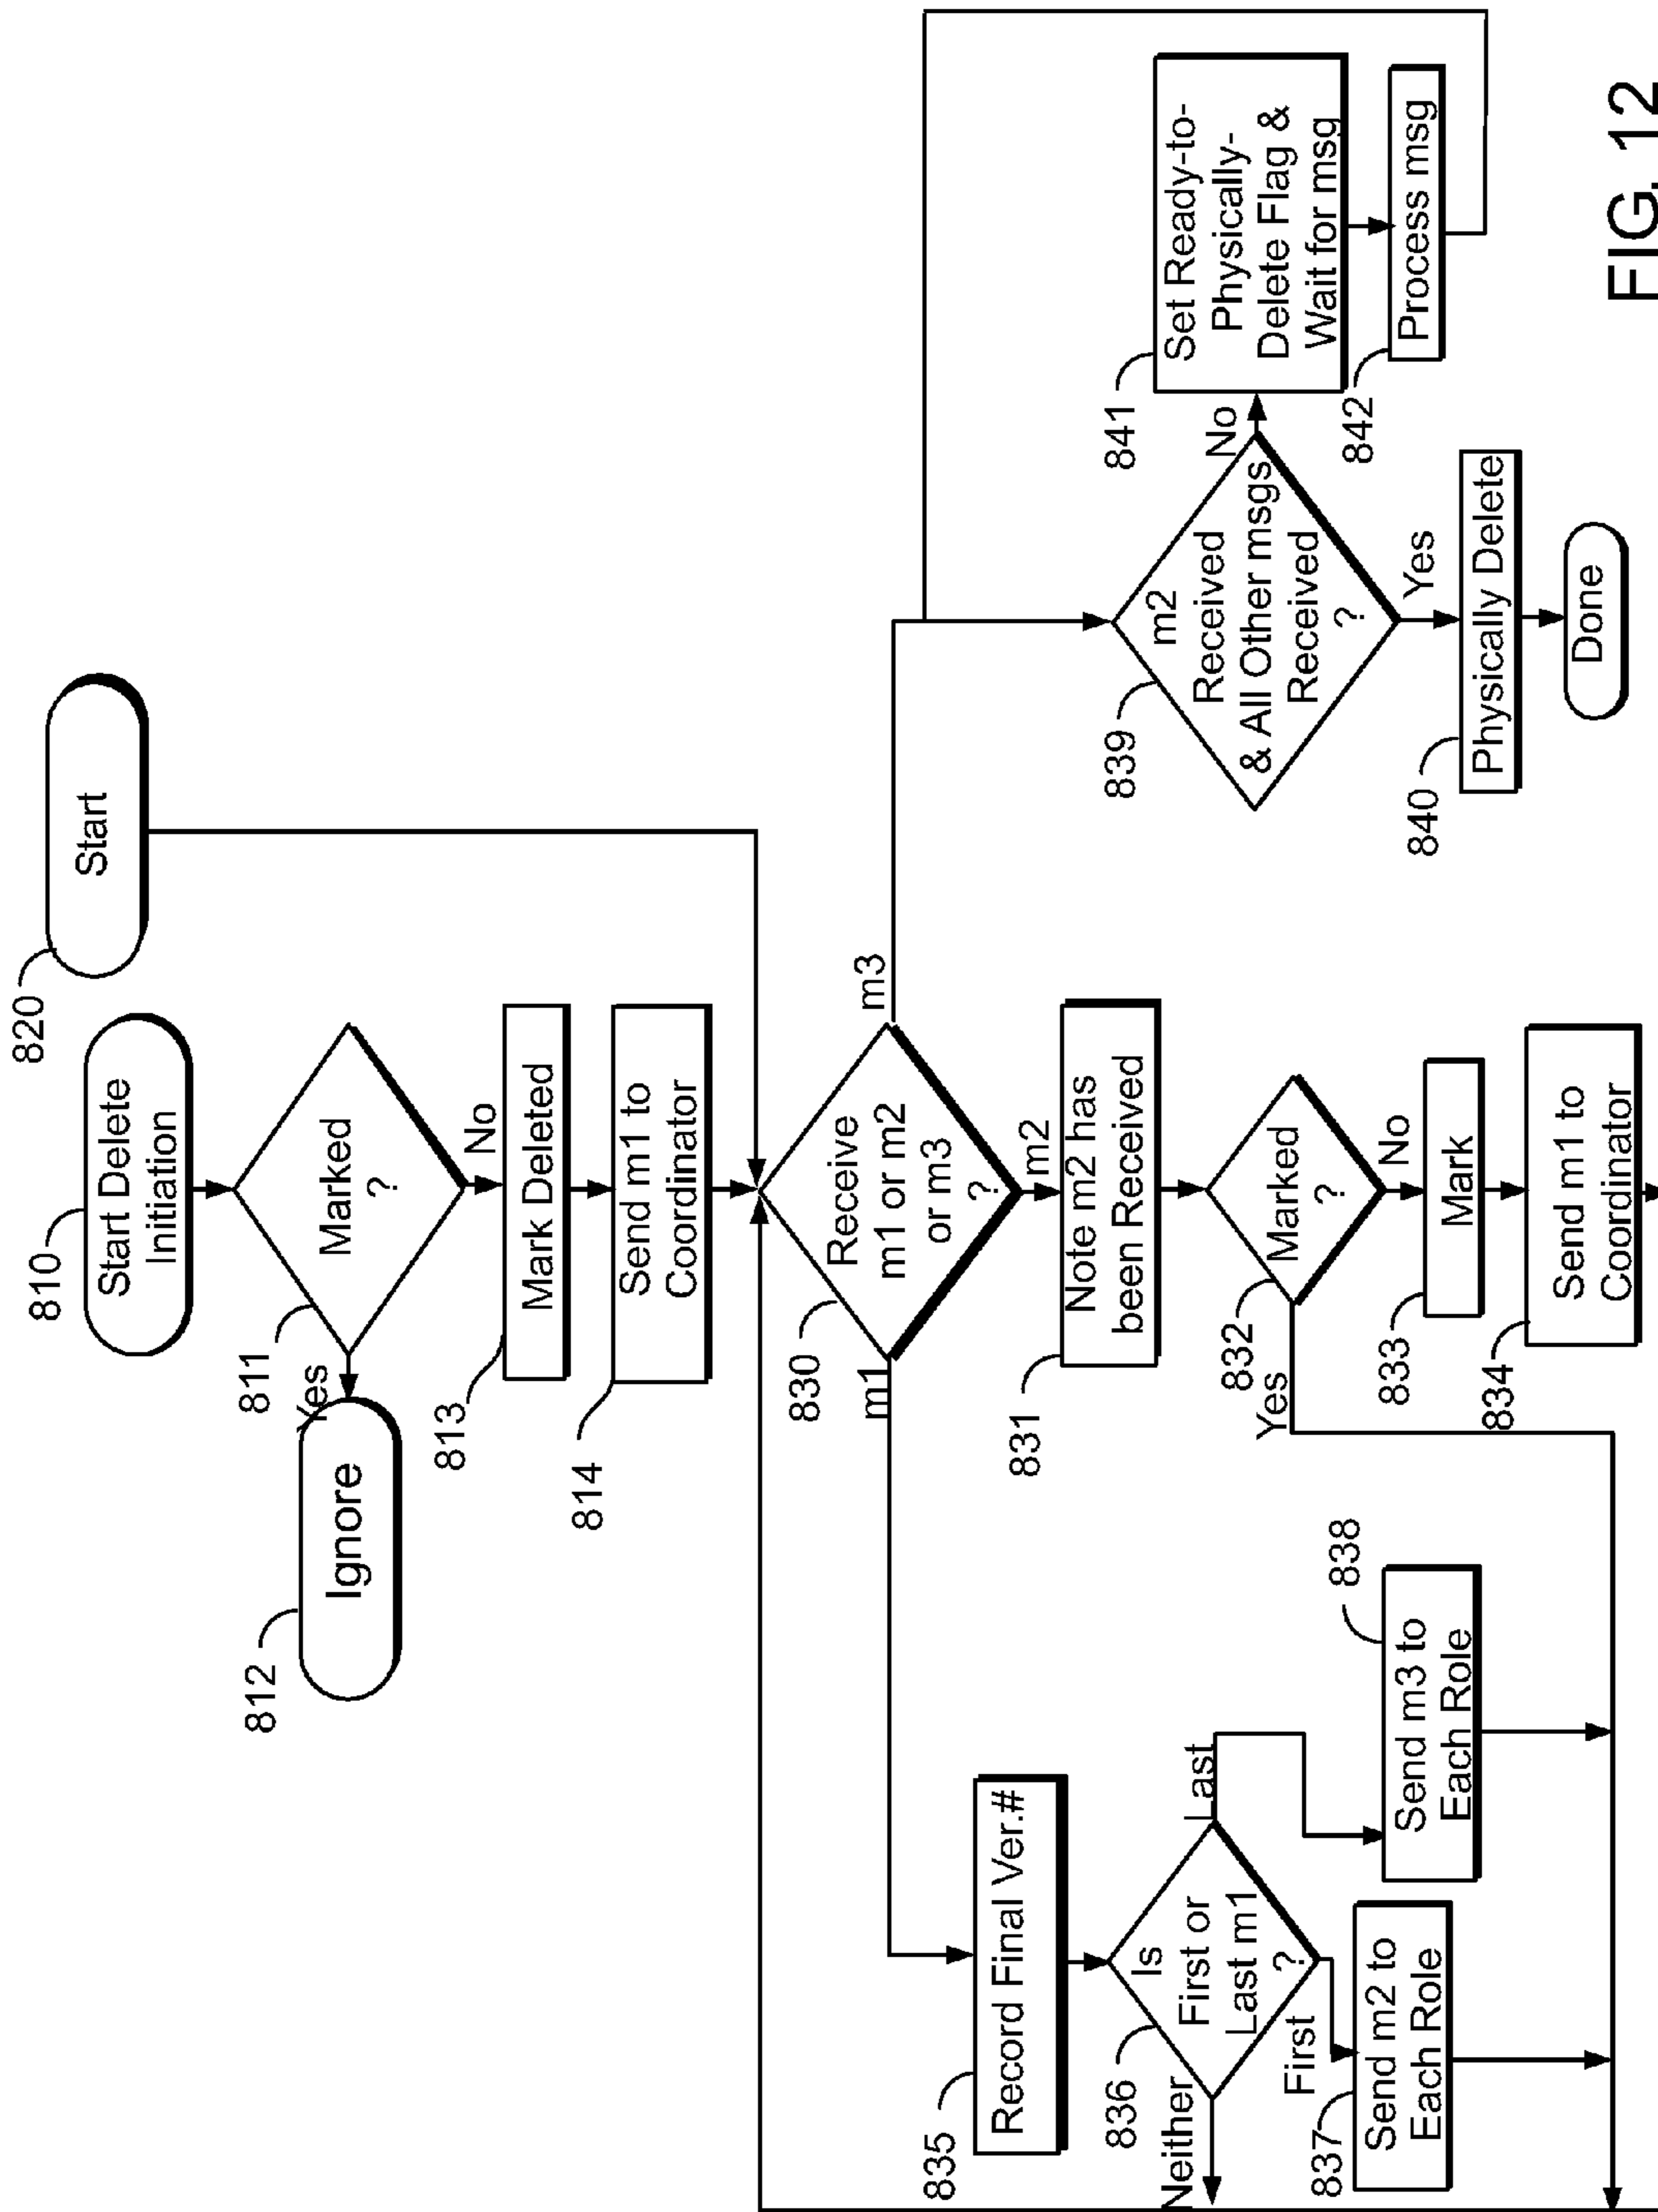 820
Start
810
Start Delete
Initiation
811
Marked
?
Yes
No
812
Ignore
813
Mark Deleted
814
Send m1 to
Coordinator
830
Receive
m1 or m2
or m3
?
m1
m2
m3
831
Note m2 has
been Received
832
Marked
?
Yes
No
833
Mark
834
Send m1 to
Coordinator
835
Record Final Ver.#
836
Is
First or
Last m1
?
Neither
First
Last
837
Send m2 to
Each Role
838
Send m3 to
Each Role
839
m2
Received
& All Other msgs
Received
?
No
Yes
841
Set Ready-to-
Physically-
Delete Flag &
Wait for msg
842
Process msg
840
Physically Delete
Done
FIG. 12